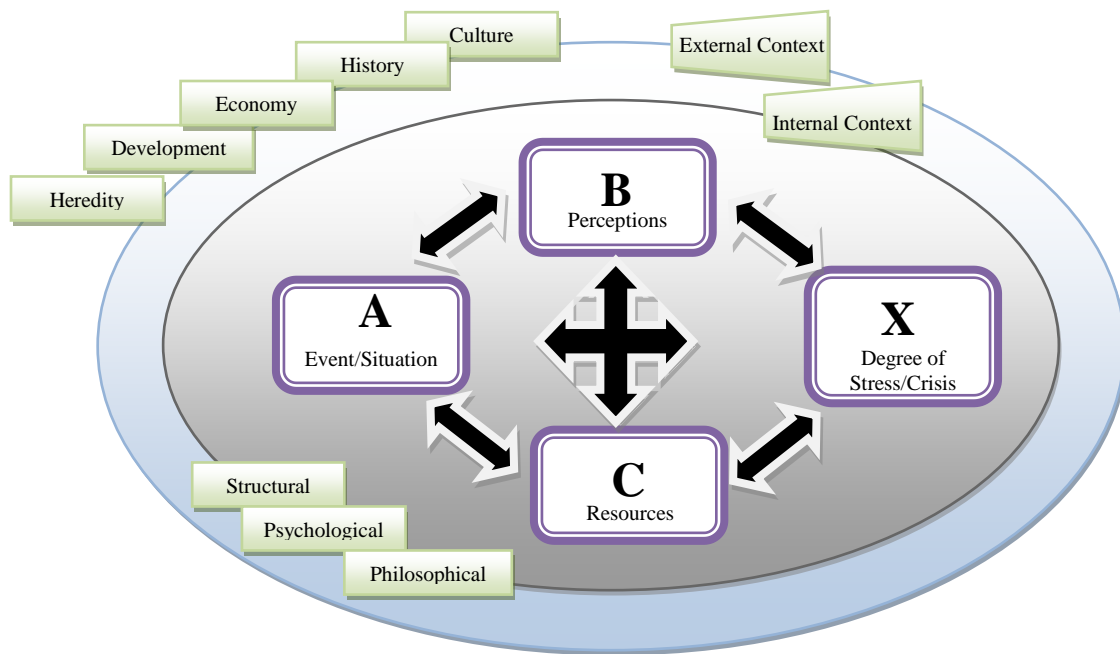 Culture
External Context
History
Economy
Internal Context
Development
Heredity
B
Perceptions
A
Event/Situation
X
Degree of
Stress/Crisis
C
Resources
Structural
Psychological
Philosophical